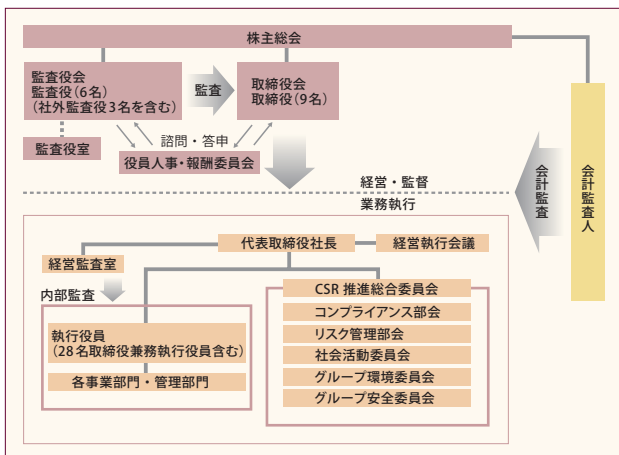 株主総会
監査役会
監査役(6名)
(社外監査役3名を含む)
監査
取締役会
取締役(9名)
監査役室
諮問・答申
役員人事・報酬委員会
経営・監督
業務執行
会計監査
会計監査人
代表取締役社長
経営執行会議
経営監査室
内部監査
執行役員
(28名取締役兼務執行役員含む)
各事業部門・管理部門
CSR 推進総合委員会
コンプライアンス部会
リスク管理部会
社会活動委員会
グループ環境委員会
グループ安全委員会